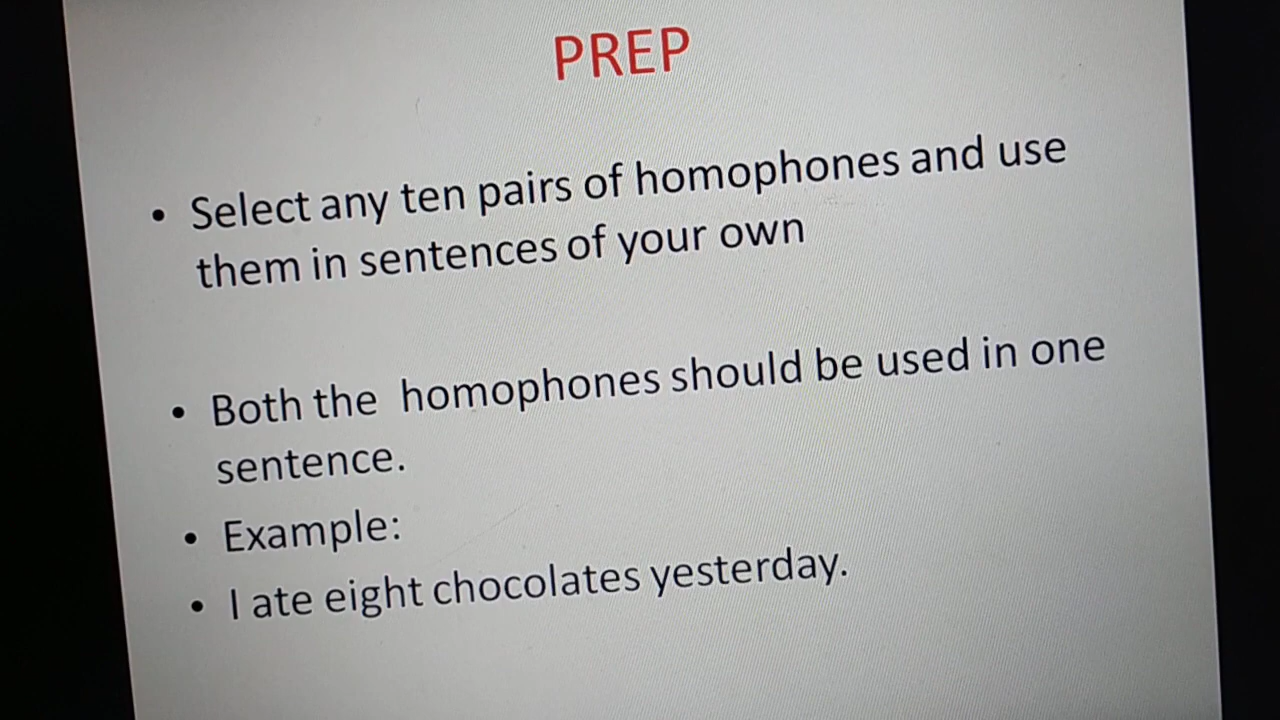 PREP
• Select any ten pairs of homophones and use
them in sentences of your own
• Both the homophones should be used in one
sentence.
• Example:
• I ate eight chocolates yesterday.